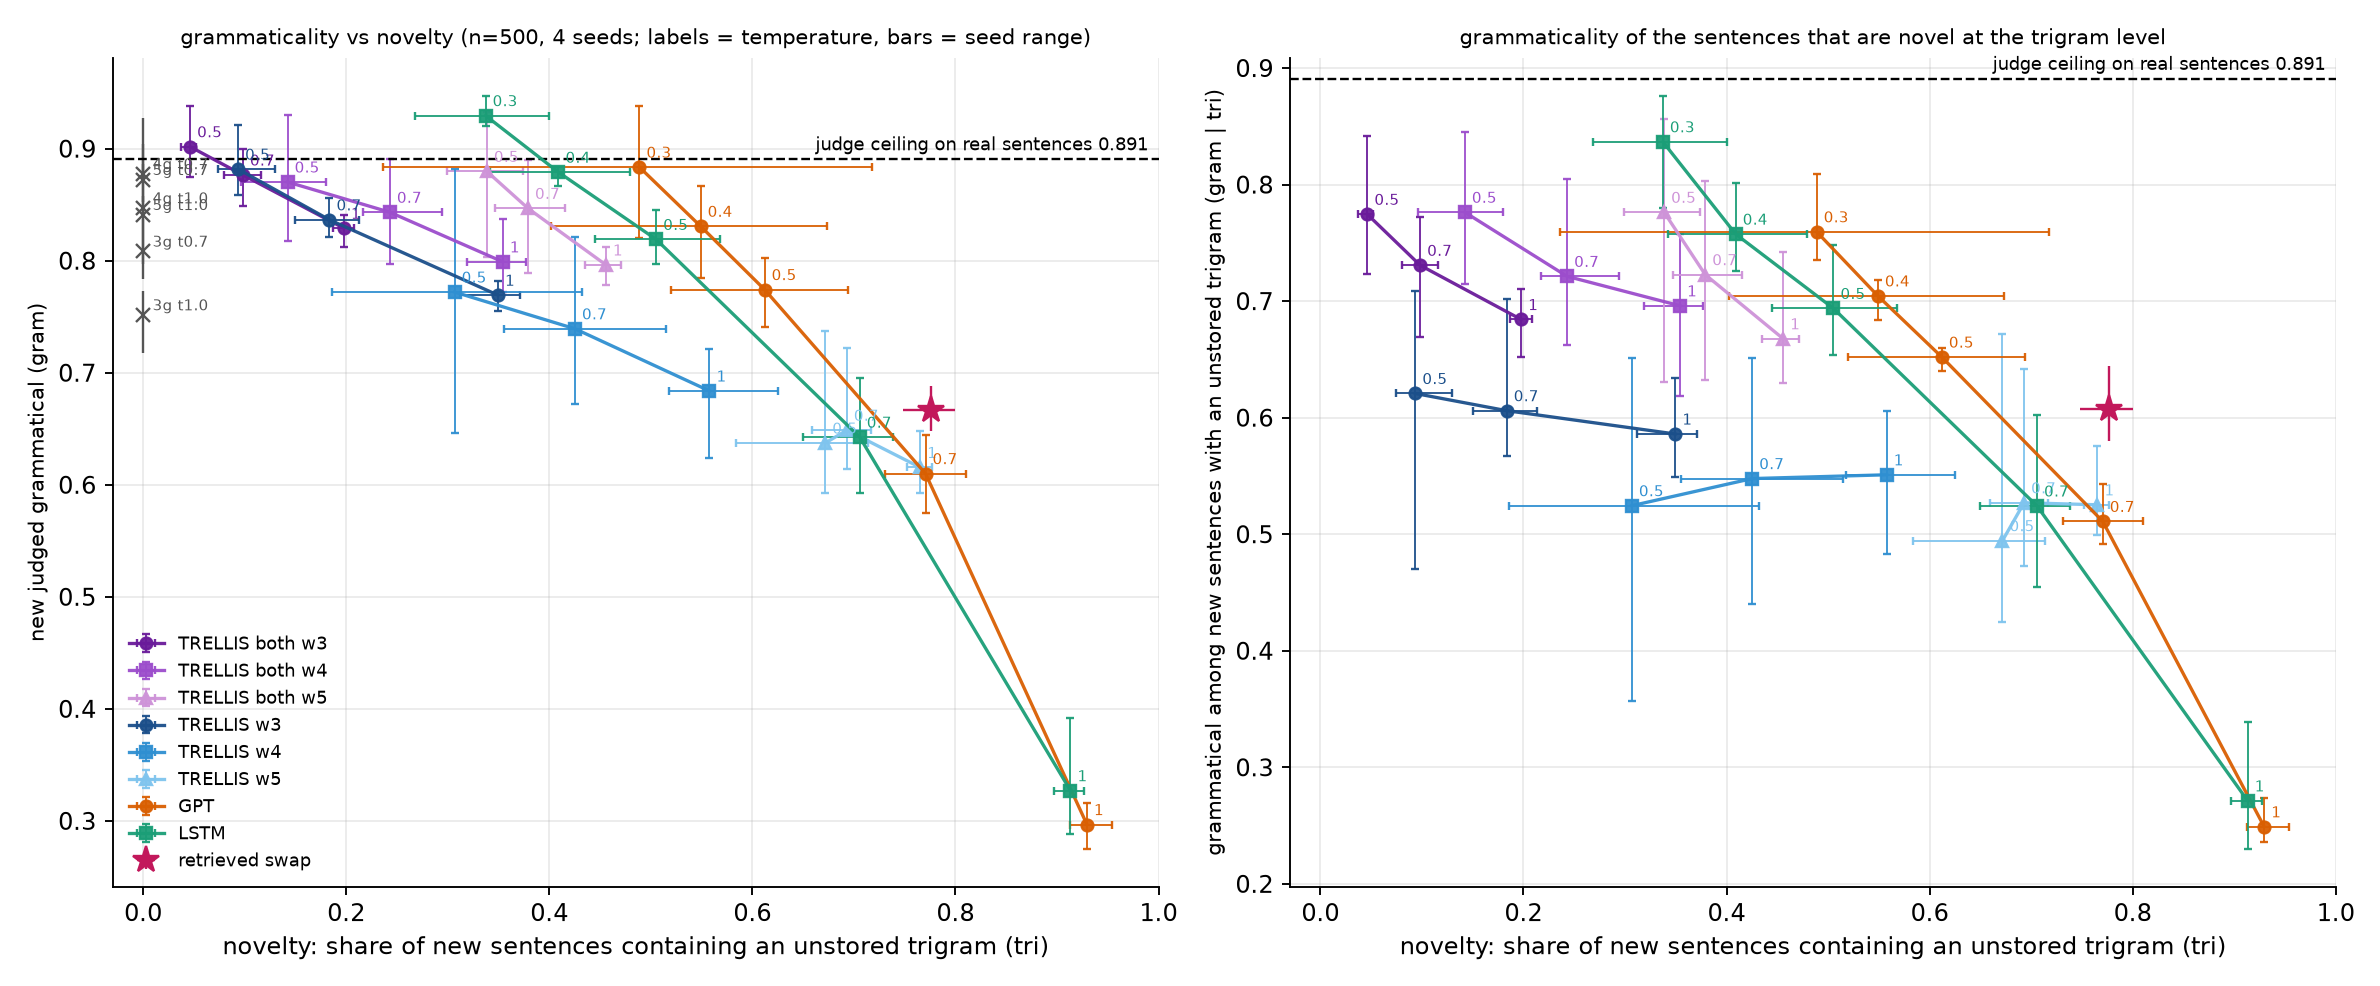 grammaticality vs novelty (n=500, 4 seeds; labels = temperature, bars = seed range)
judge ceiling on real sentences 0.891
new judged grammatical (gram)
0.9
0.8
0.7
0.6
0.5
0.4
0.3
0.5
0.7
1
0.5
0.7
1
0.5
0.7
1
0.5
0.7
1
0.5
0.7
1
0.5
0.7
1
0.3
0.4
0.5
0.7
1
0.3
0.4
0.5
0.7
1
4g t0.7
5g t0.7
4g t1.0
5g t1.0
3g t0.7
3g t1.0
TRELLIS both w3
TRELLIS both w4
TRELLIS both w5
TRELLIS w3
TRELLIS w4
TRELLIS w5
GPT
LSTM
retrieved swap
0.0 0.2 0.4 0.6 0.8 1.0
novelty: share of new sentences containing an unstored trigram (tri)
grammaticality of the sentences that are novel at the trigram level
judge ceiling on real sentences 0.891
grammatical among new sentences with an unstored trigram (gram | tri)
0.9
0.8
0.7
0.6
0.5
0.4
0.3
0.2
0.5
0.7
1
0.5
0.7
1
0.5
0.7
1
0.5
0.7
1
0.5
0.7
1
0.5
0.7
1
0.3
0.4
0.5
0.7
1
0.3
0.4
0.5
0.7
1
0.0 0.2 0.4 0.6 0.8 1.0
novelty: share of new sentences containing an unstored trigram (tri)